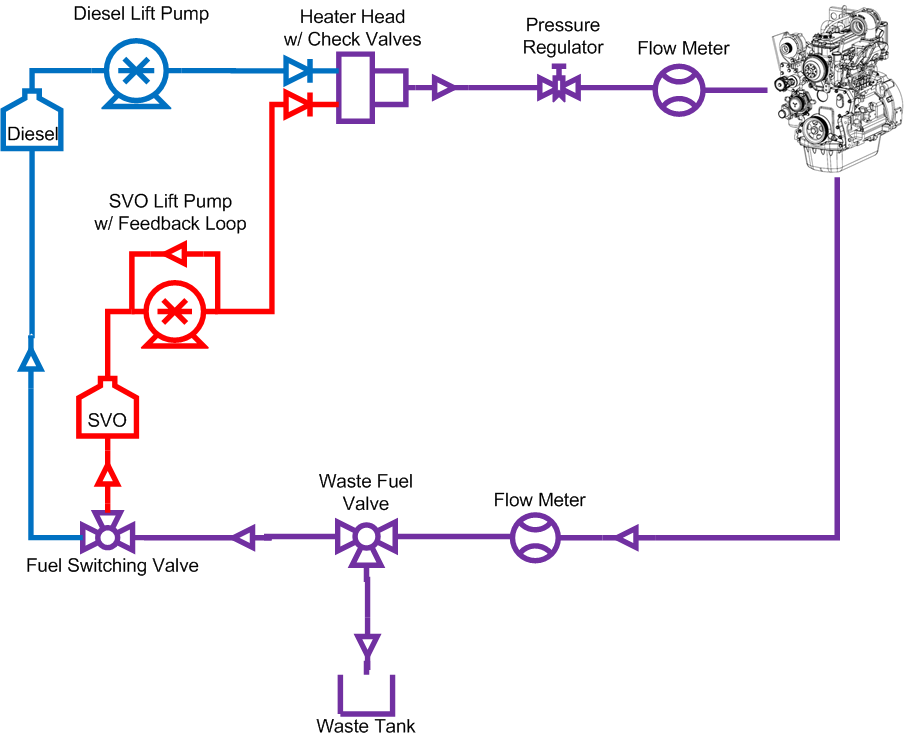 Diesel Lift Pump
Heater Head
w/ Check Valves
Pressure
Regulator
Flow Meter
Diesel
SVO Lift Pump
w/ Feedback Loop
SVO
Waste Fuel
Valve
Flow Meter
Fuel Switching Valve
Waste Tank